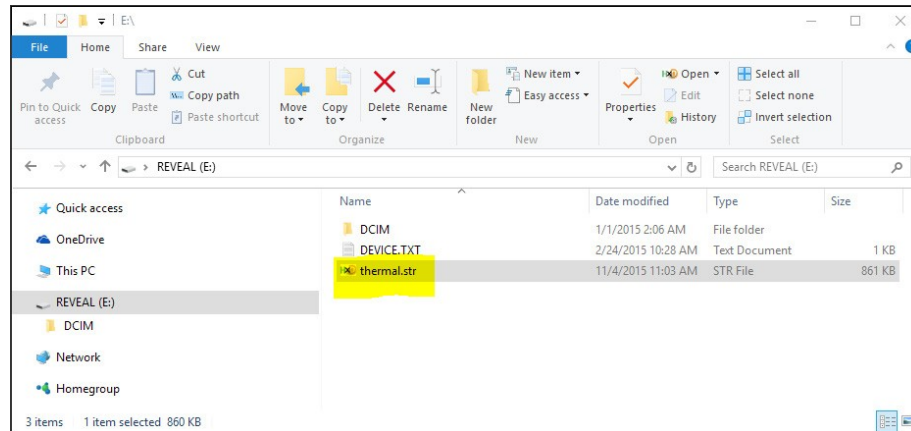 E:\
File Home Share View
Pin to Quick access
Copy
Paste
Cut
Copy path
Paste shortcut
Clipboard
Move to
Copy to
Delete
Rename
Organize
New folder
New item
Easy access
New
Properties
Open
Edit
History
Open
Select all
Select none
Invert selection
Select
REVEAL (E:)
Search REVEAL (E:)
Quick access
OneDrive
This PC
REVEAL (E:)
DCIM
Network
Homegroup
Name Date modified Type Size
DCIM 1/1/2015 2:06 AM File folder
DEVICE.TXT 2/24/2015 10:28 AM Text Document 1 KB
thermal.str 11/4/2015 11:03 AM STR File 861 KB
3 items 1 item selected 860 KB